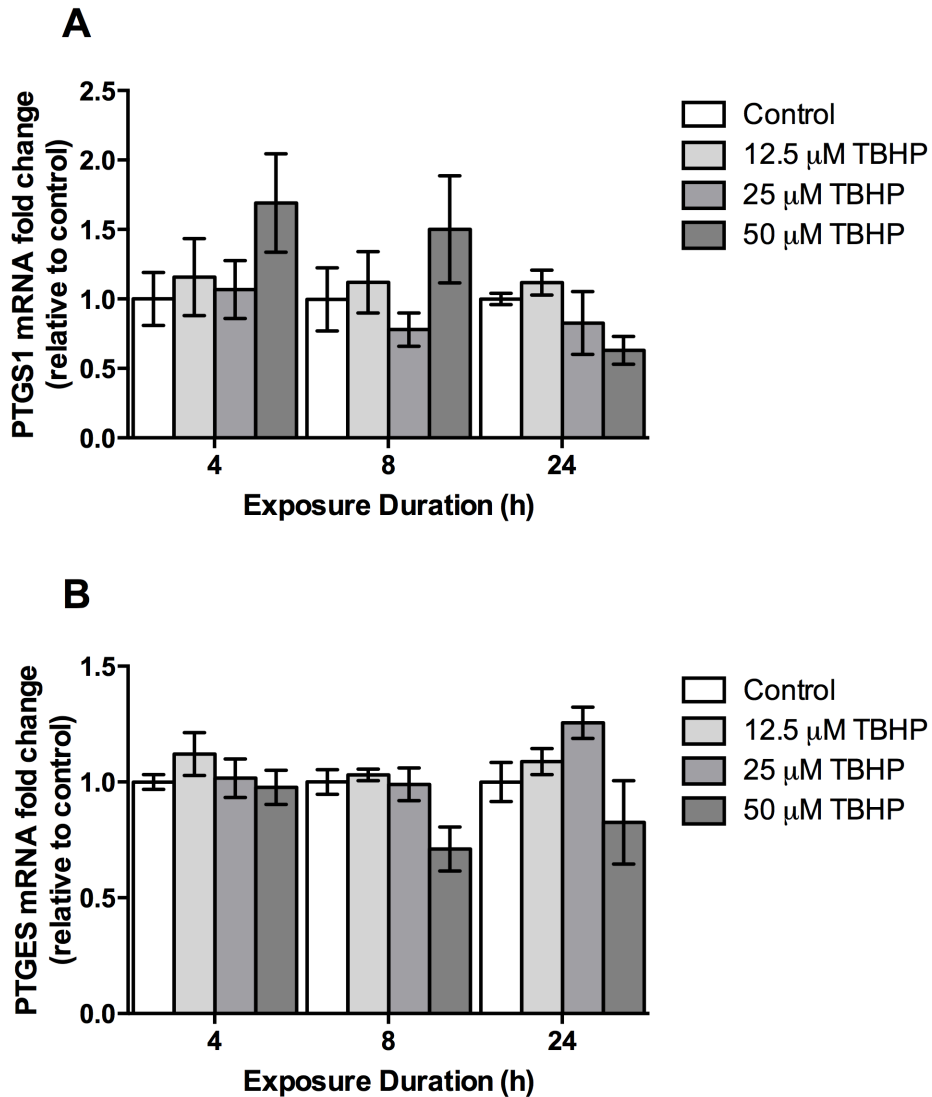 A
PTGS1 mRNA fold change
(relative to control)
2.5
2.0
1.5
1.0
0.5
0.0
4 8 24
Exposure Duration (h)
Control
12.5 μM TBHP
25 μM TBHP
50 μM TBHP
B
PTGES mRNA fold change
(relative to control)
1.5
1.0
0.5
0.0
4 8 24
Exposure Duration (h)
Control
12.5 μM TBHP
25 μM TBHP
50 μM TBHP